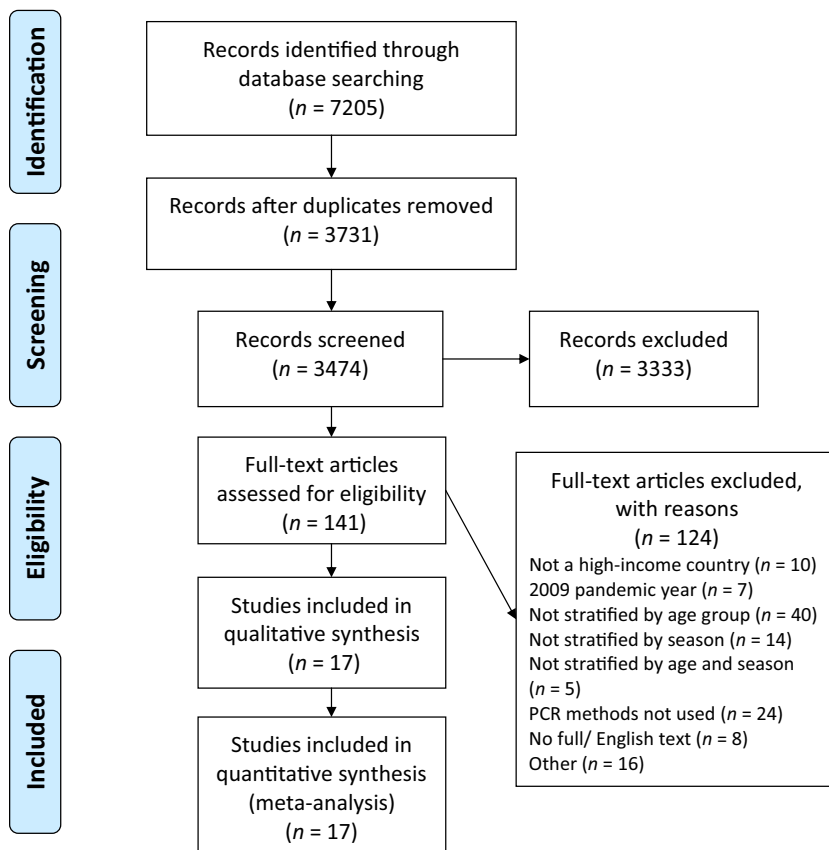 Identification
Records identified through
database searching
(n = 7205)
Records after duplicates removed
(n = 3731)
Screening
Records screened
(n = 3474)
Records excluded
(n = 3333)
Eligibility
Full-text articles
assessed for eligibility
(n = 141)
Full-text articles excluded,
with reasons
(n = 124)
Not a high-income country (n = 10)
2009 pandemic year (n = 7)
Not stratified by age group (n = 40)
Not stratified by season (n = 14)
Not stratified by age and season
(n = 5)
PCR methods not used (n = 24)
No full/ English text (n = 8)
Other (n = 16)
Studies included in
qualitative synthesis
(n = 17)
Included
Studies included in
quantitative synthesis
(meta-analysis)
(n = 17)